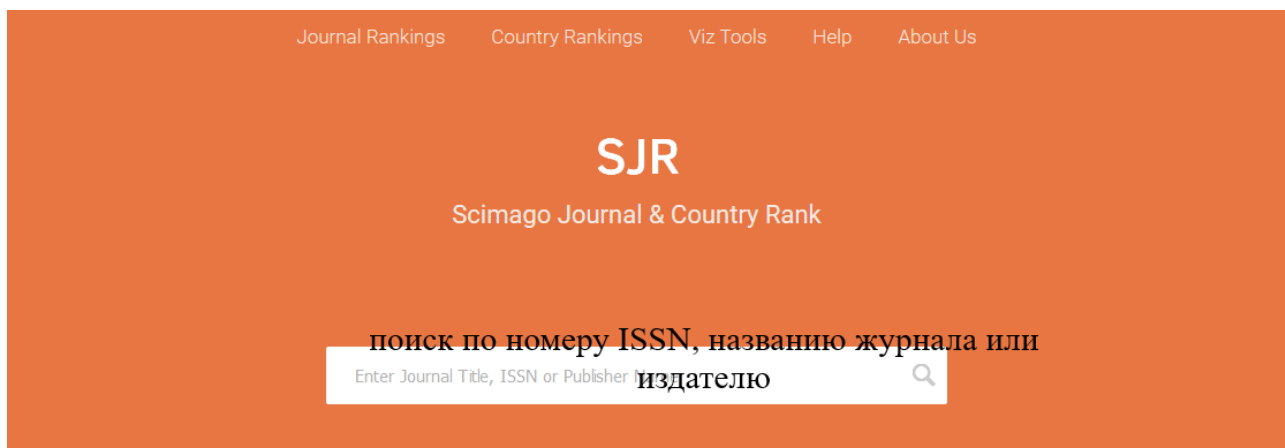 Journal Rankings Country Rankings Viz Tools Help About Us
SJR
Scimago Journal & Country Rank
поиск по номеру ISSN, названию журнала или
издателю
Enter Journal Title, ISSN or Publisher